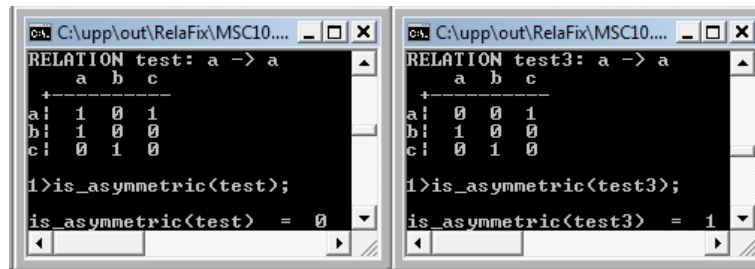 C:\upp\out\RelaFix\MSC10....
RELATION test: a -> a
a b c
+----------
a| 1 0 1
b| 1 0 0
c| 0 1 0
1>is_asymmetric(test);
is_asymmetric(test) = 0
C:\upp\out\RelaFix\MSC10....
RELATION test3: a -> a
a b c
+----------
a| 0 0 1
b| 1 0 0
c| 0 1 0
1>is_asymmetric(test3);
is_asymmetric(test3) = 1